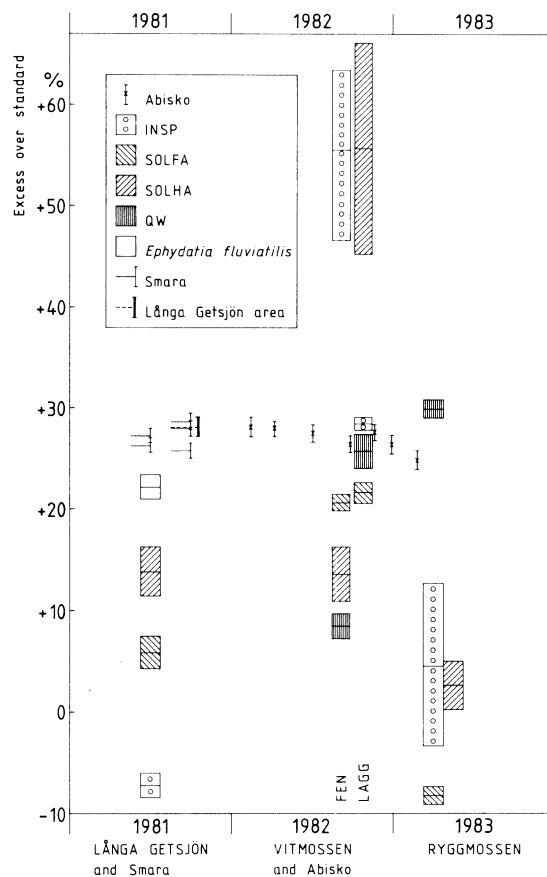 1981 1982 1983
Excess over standard
%
+60
+50
+40
+30
+20
+10
0
-10
Abisko
INSP
SOLFA
SOLHA
QW
Ephydatia fluviatilis
Smara
Långa Getsjön area
FEN
LAGG
1981 1982 1983
LÅNGA GETSJÖN VITMOSSEN RYGGMOSSEN
and Smara and Abisko